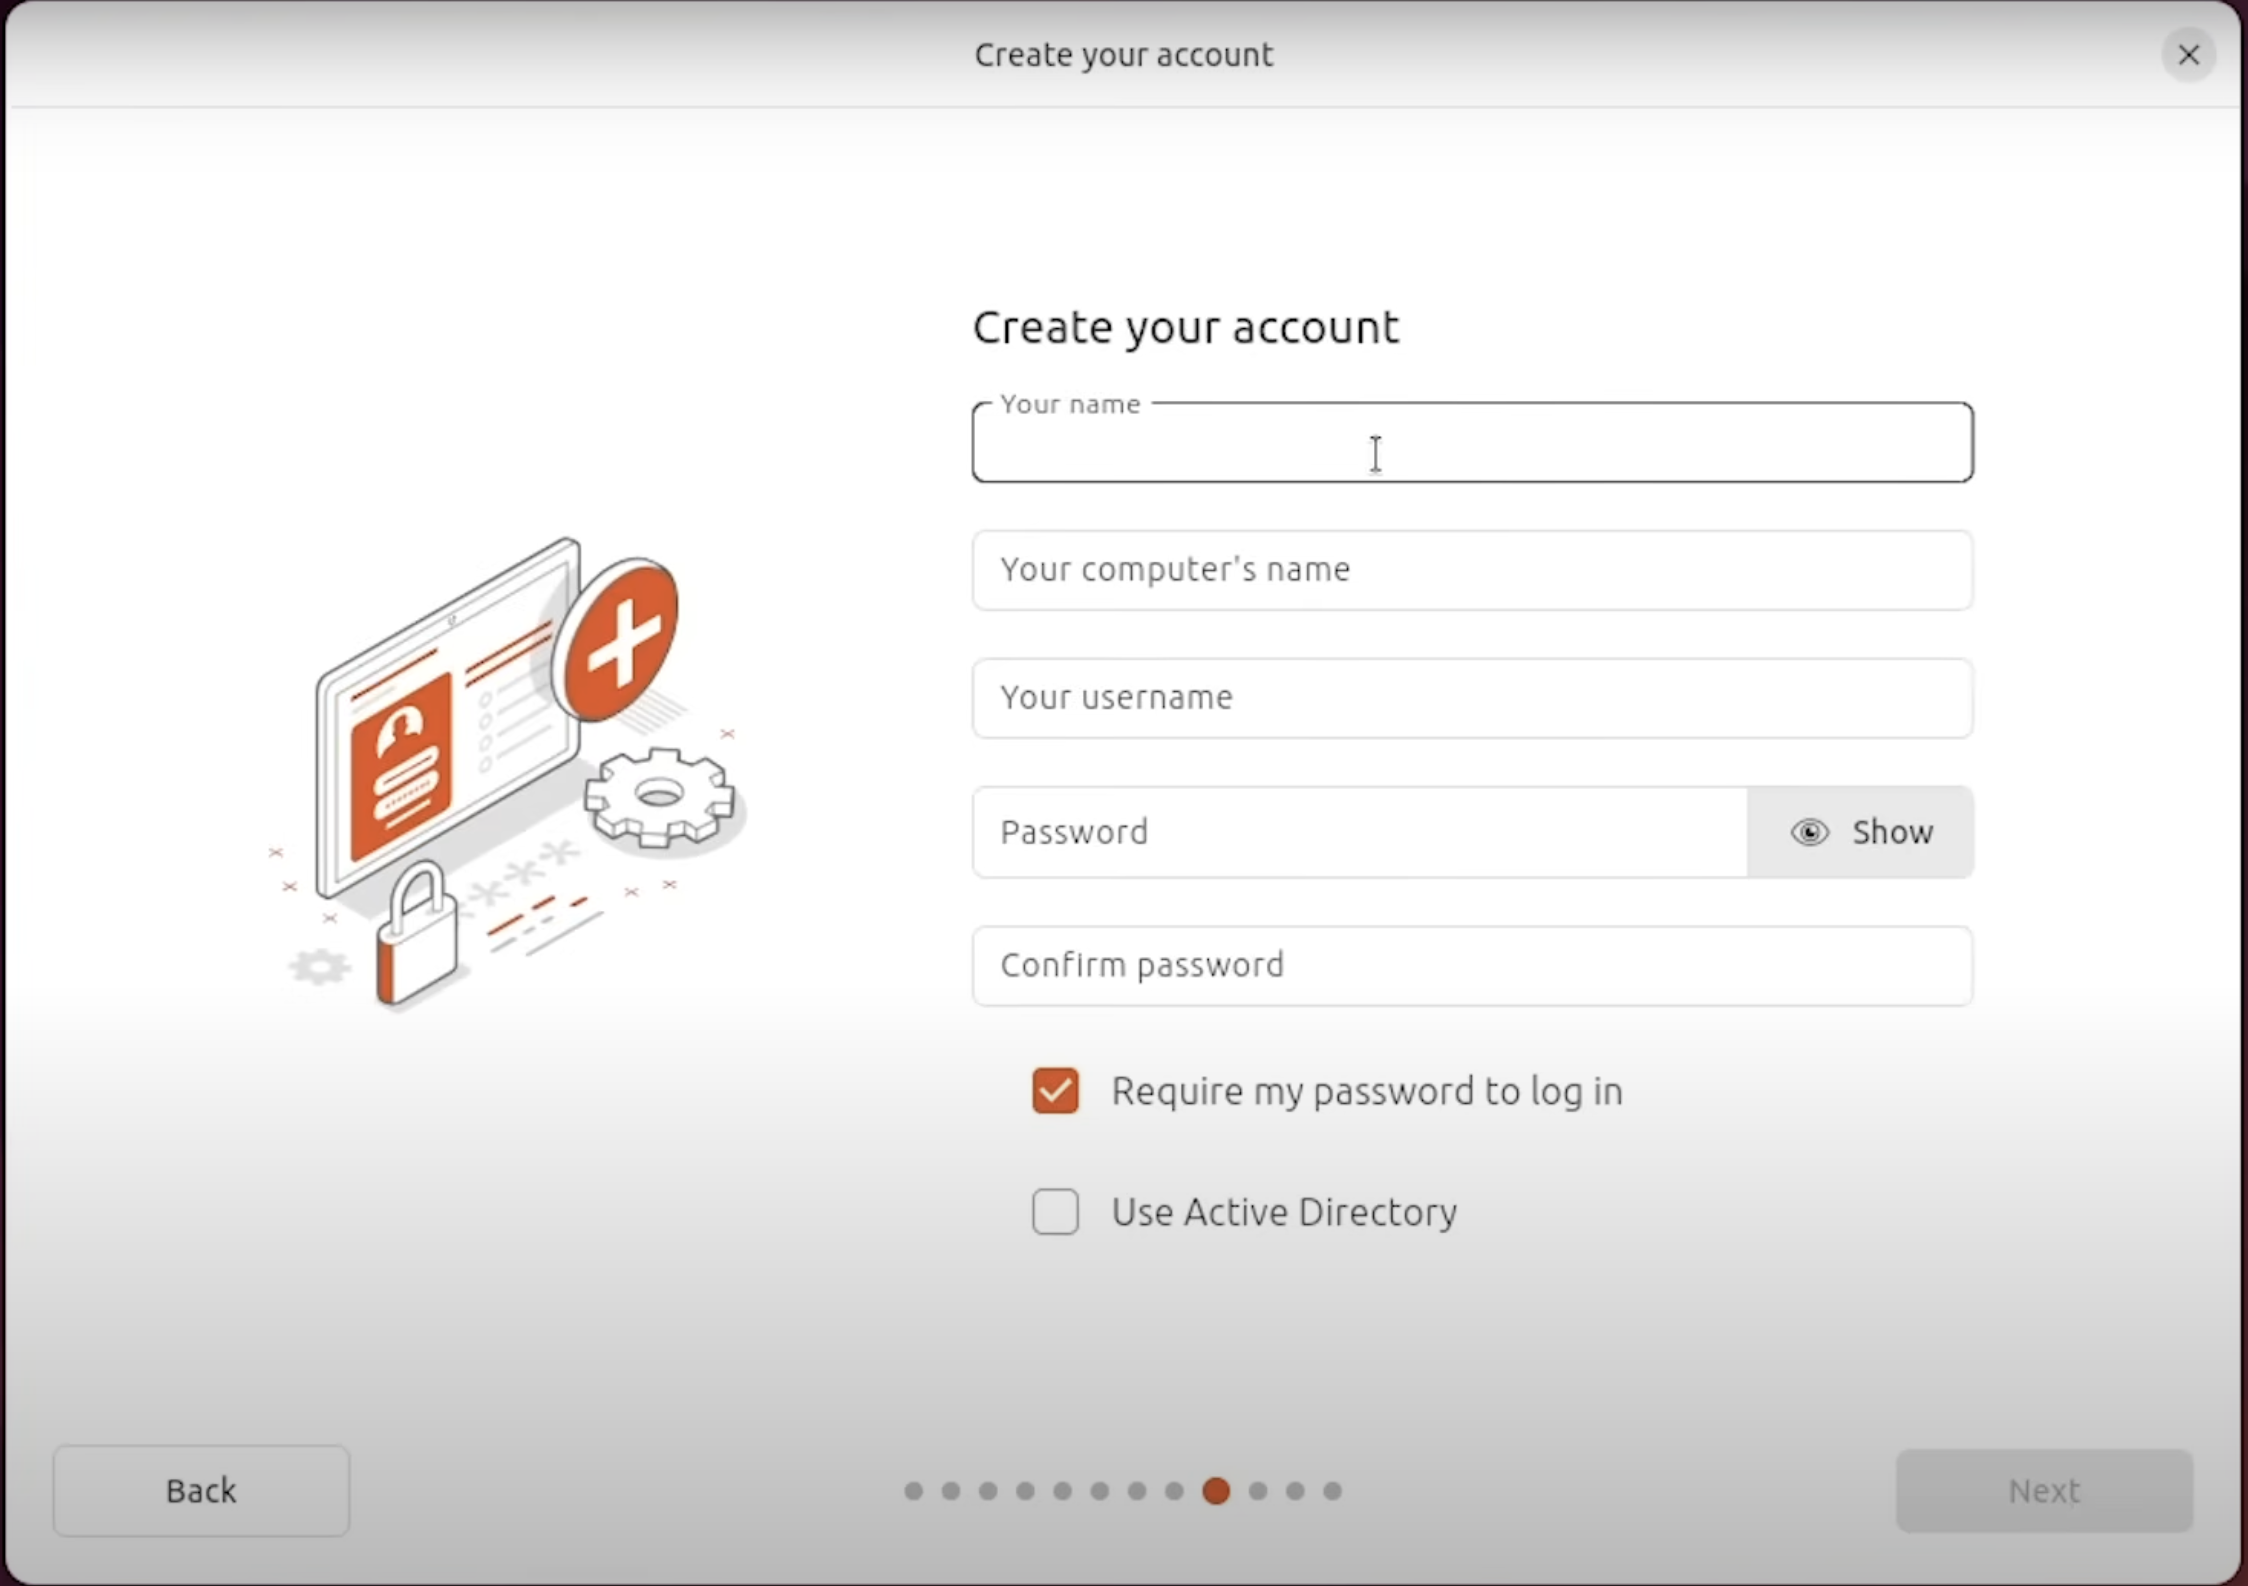 Create your account
Create your account
Your name
Your computer's name
Your username
Password
Show
Confirm password
Require my password to log in
Use Active Directory
Back
Next